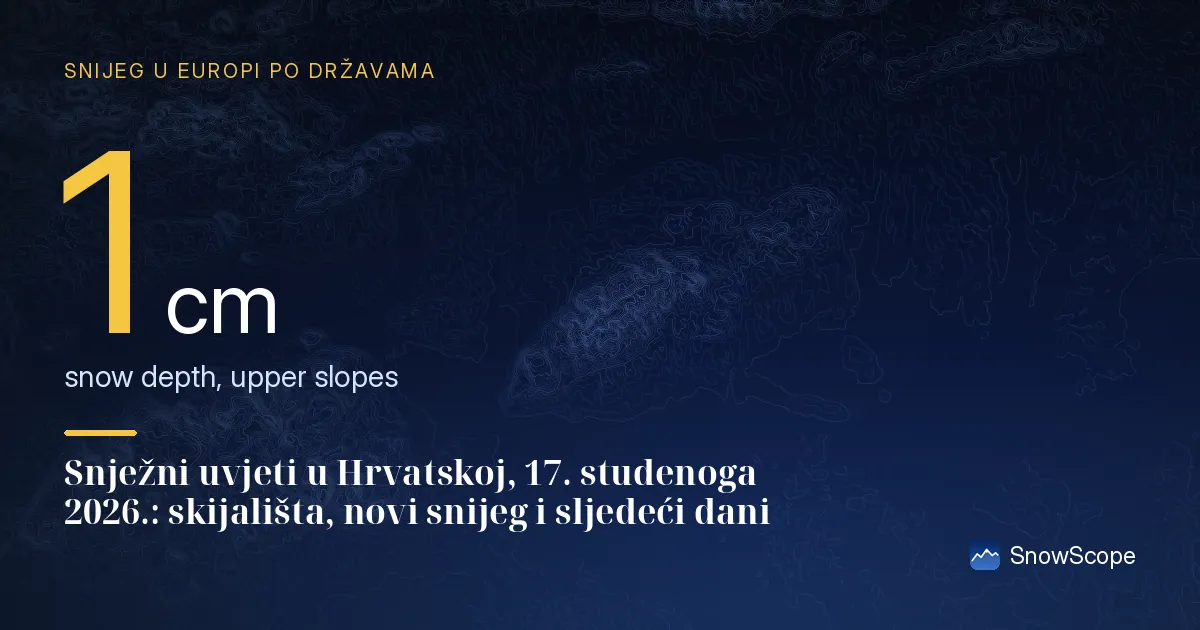 SNIJEG U EUROPI PO DRŽAVAMA
1 cm
snow depth, upper slopes
Snježni uvjeti u Hrvatskoj, 17. studenoga
2026.: skijališta, novi snijeg i sljedeći dani
SnowScope